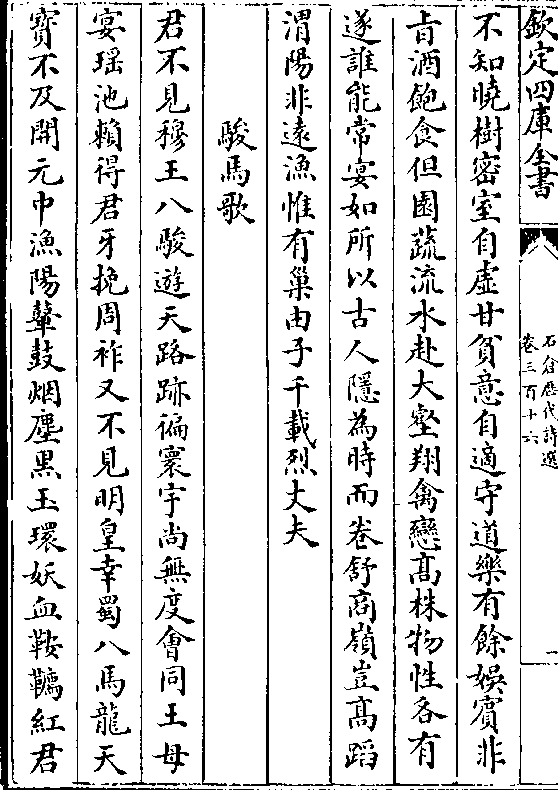 欽定四庫全書
石倉歷代詩選
卷三百十六
一
不知曉樹密室自虛甘貧意自適守道樂有餘娛賓非
旨酒飽食但園蔬流水赴大壑翔禽戀高株物性各有
遂誰能常宴如所以古人隱為時而卷舒商嶺豈高蹈
渭陽非遠漁惟有巢由子千載烈丈夫
駿馬歌
君不見穆王八駿遊天路跡徧寰宇尚無度會同王母
宴瑶池賴得君牙挽周祚又不見明皇幸蜀八馬龍天
寶不及開元中漁陽鼙鼓烟塵黒玉環妖血鞍韉紅君